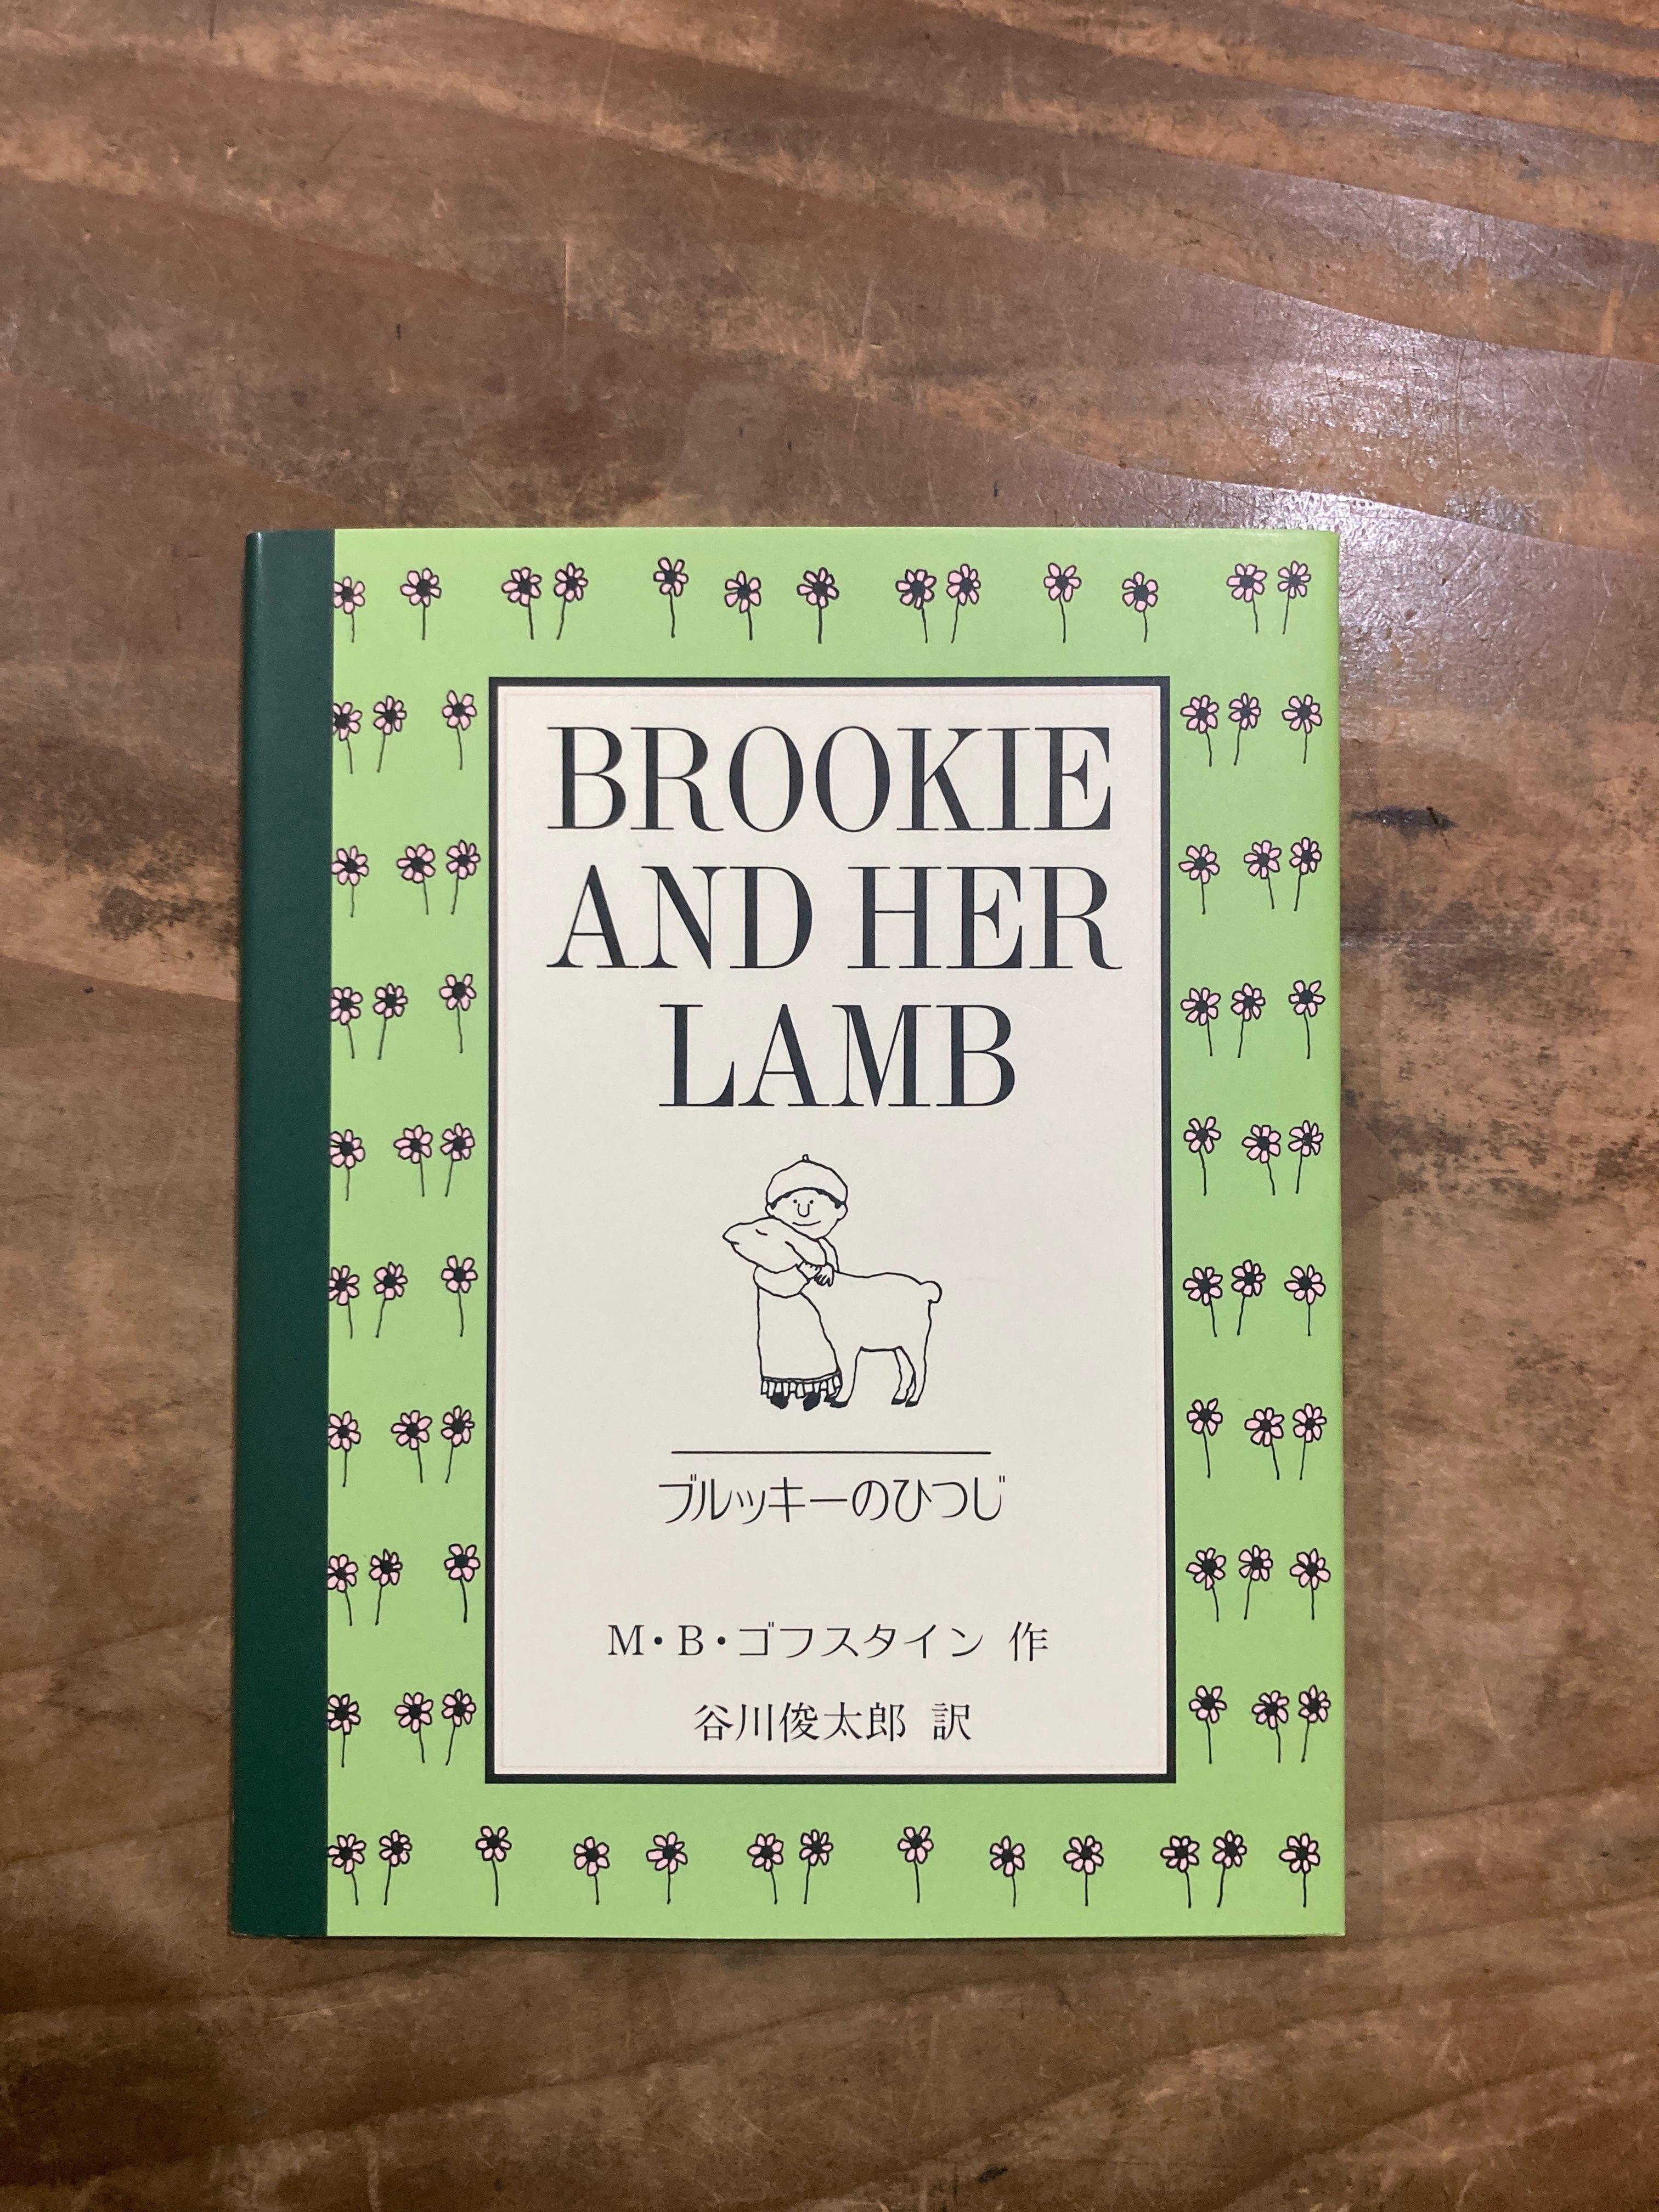 BROOKIE
AND HER
LAMB
ブルッキーのひつじ
M・B・ゴフスタイン 作
谷川俊太郎 訳